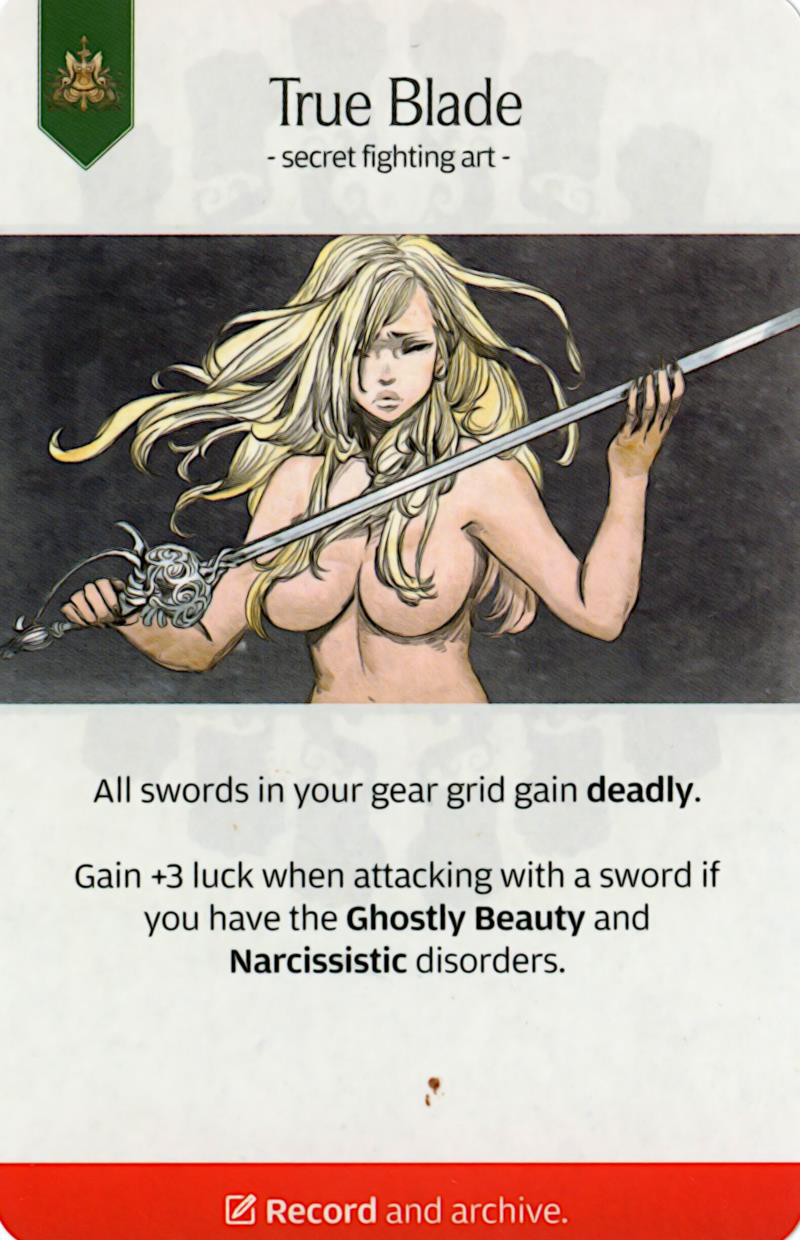 True Blade
- secret fighting art -
All swords in your gear grid gain deadly.
Gain +3 luck when attacking with a sword if
you have the Ghostly Beauty and
Narcissistic disorders.
Record and archive.